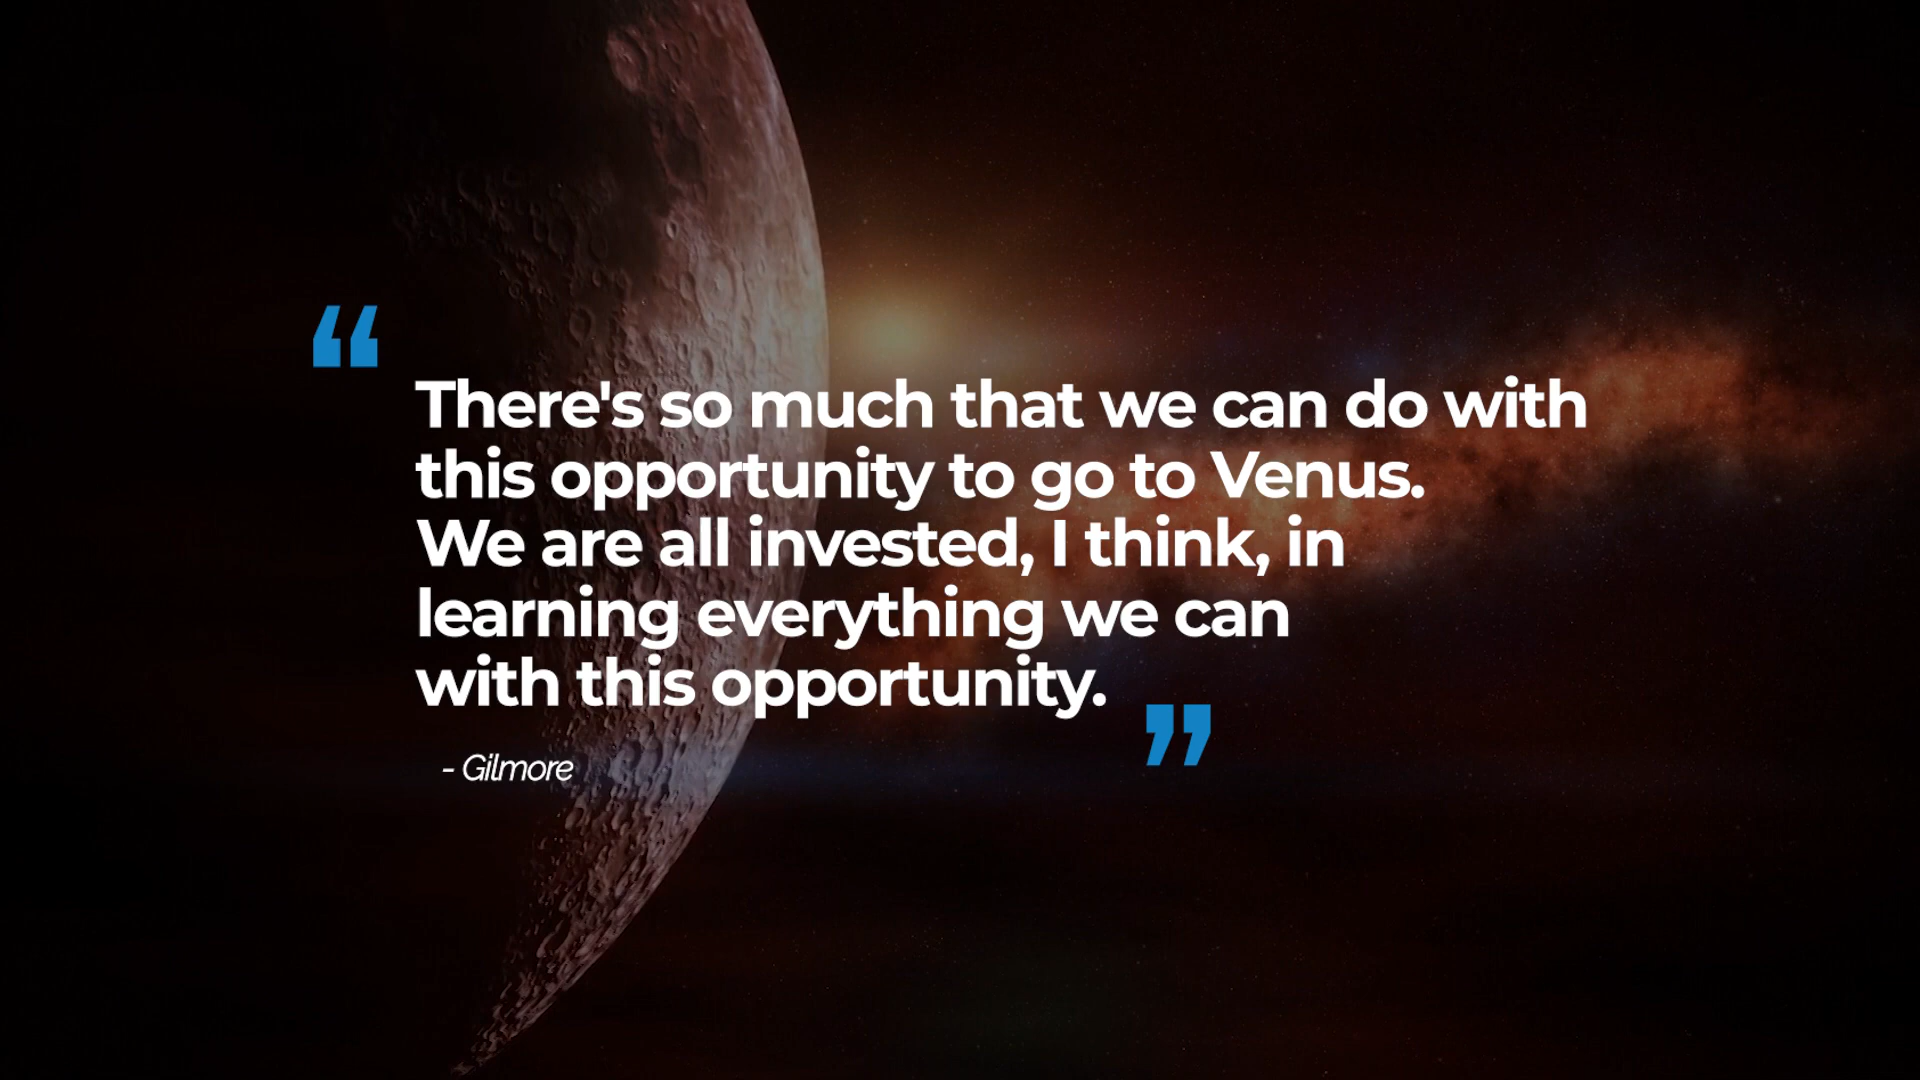 “
There's so much that we can do with
this opportunity to go to Venus.
We are all invested, I think, in
learning everything we can
with this opportunity.
”
- Gilmore